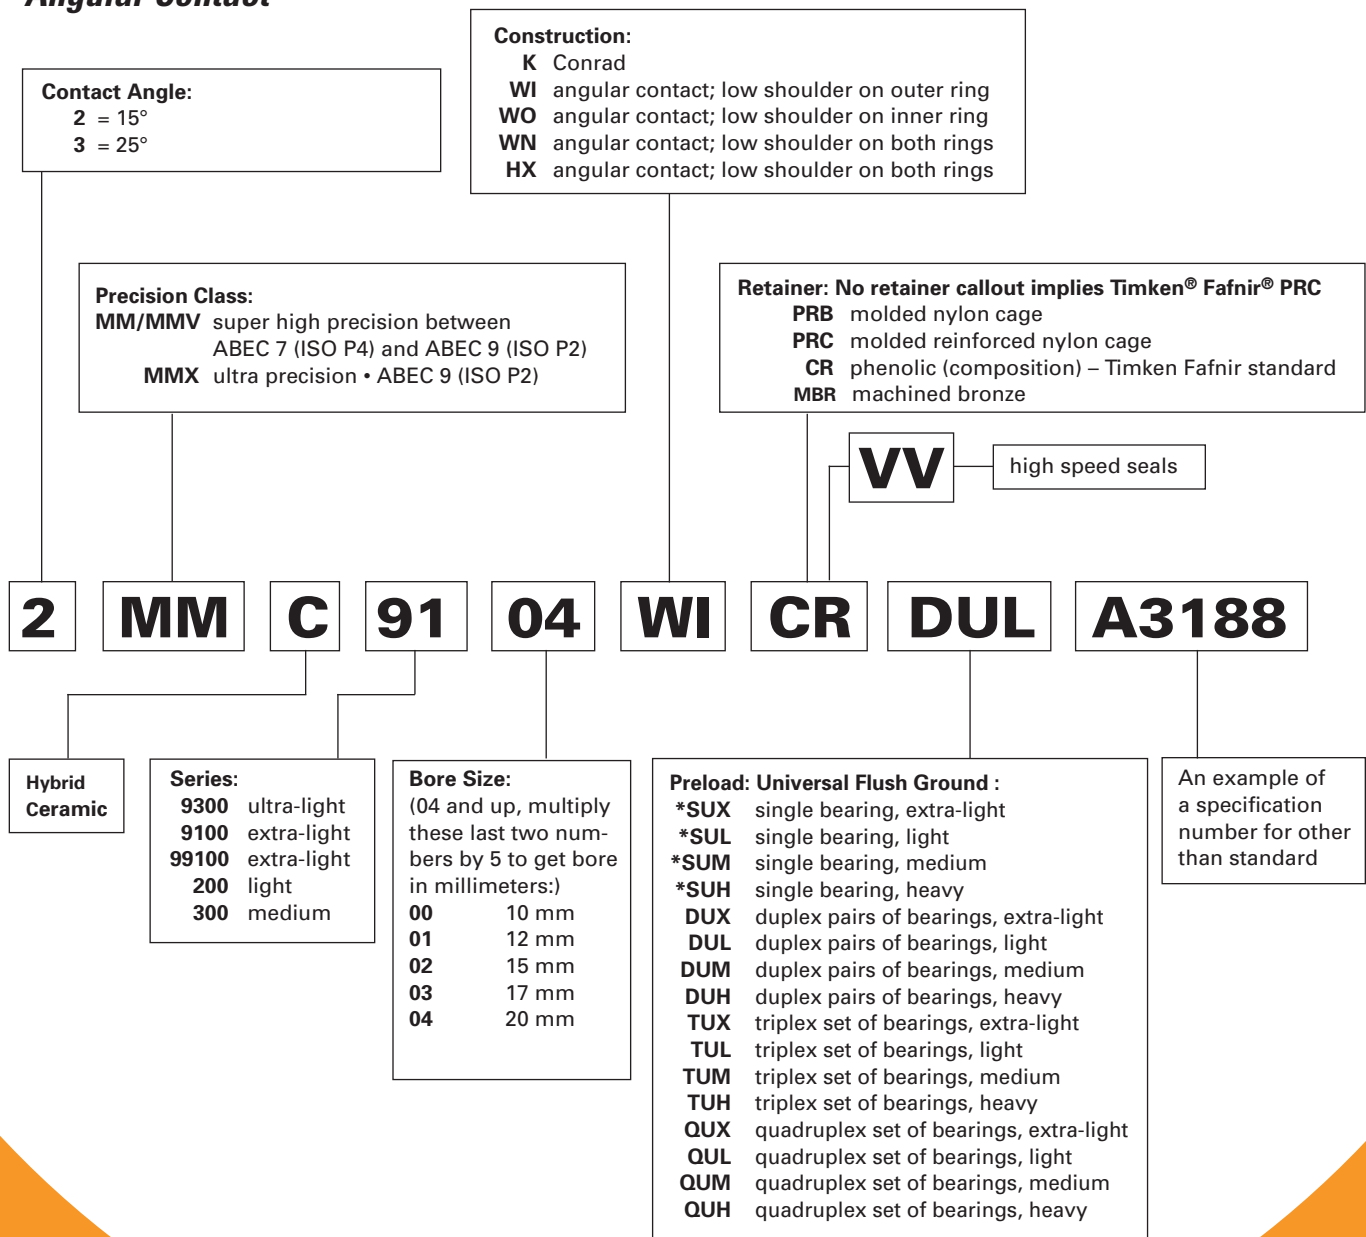 Angular Contact
Construction:
K Conrad
WI angular contact; low shoulder on outer ring
WO angular contact; low shoulder on inner ring
WN angular contact; low shoulder on both rings
HX angular contact; low shoulder on both rings
Contact Angle:
2 = 15°
3 = 25°
Precision Class:
MM/MMV super high precision between
ABEC 7 (ISO P4) and ABEC 9 (ISO P2)
MMX ultra precision • ABEC 9 (ISO P2)
Retainer: No retainer callout implies Timken® Fafnir® PRC
PRB molded nylon cage
PRC molded reinforced nylon cage
CR phenolic (composition) – Timken Fafnir standard
MBR machined bronze
VV high speed seals
2 MM C 91 04 WI CR DUL A3188
Hybrid
Ceramic
Series:
9300 ultra-light
9100 extra-light
99100 extra-light
200 light
300 medium
Bore Size:
(04 and up, multiply
these last two num-
bers by 5 to get bore
in millimeters:)
00 10 mm
01 12 mm
02 15 mm
03 17 mm
04 20 mm
Preload: Universal Flush Ground :
*SUX single bearing, extra-light
*SUL single bearing, light
*SUM single bearing, medium
*SUH single bearing, heavy
DUX duplex pairs of bearings, extra-light
DUL duplex pairs of bearings, light
DUM duplex pairs of bearings, medium
DUH duplex pairs of bearings, heavy
TUX triplex set of bearings, extra-light
TUL triplex set of bearings, light
TUM triplex set of bearings, medium
TUH triplex set of bearings, heavy
QUX quadruplex set of bearings, extra-light
QUL quadruplex set of bearings, light
QUM quadruplex set of bearings, medium
QUH quadruplex set of bearings, heavy
An example of
a specification
number for other
than standard